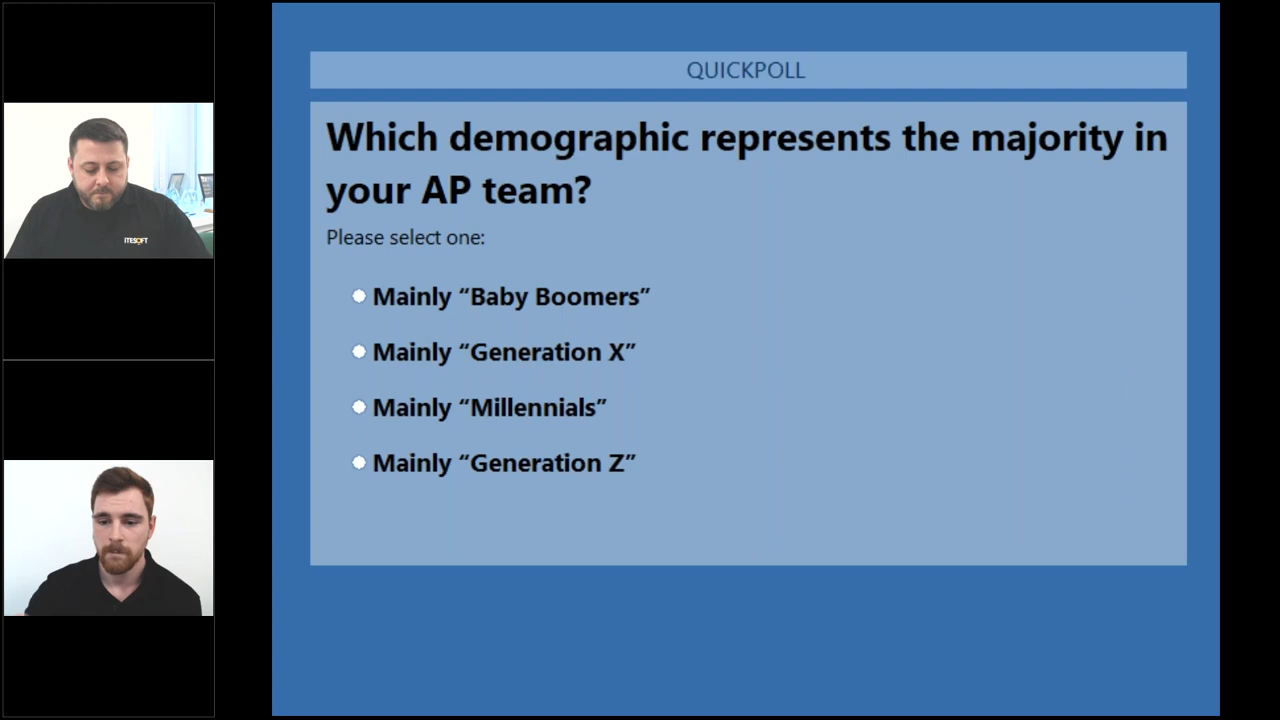 QUICKPOLL
Which demographic represents the majority in
your AP team?
Please select one:
Mainly “Baby Boomers”
Mainly “Generation X”
Mainly “Millennials”
Mainly “Generation Z”
ITESOFT